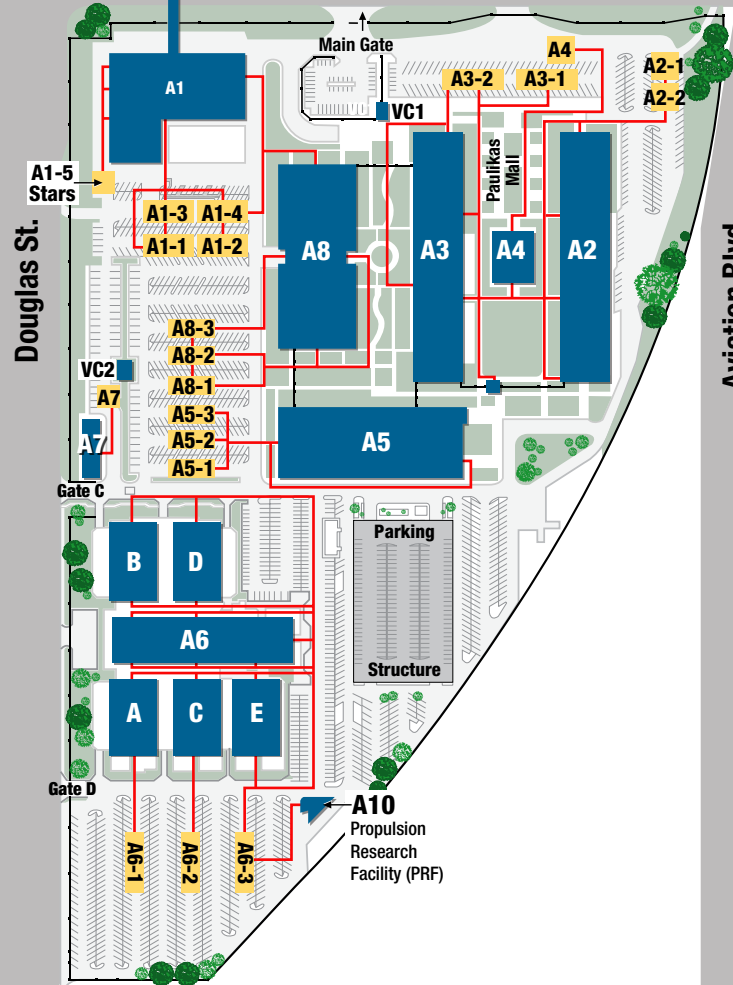 Main Gate
A4
A2-1
A3-2
A3-1
A1
A2-2
VC1
Paulikas
Mall
A1-5
Stars
A1-3
A1-4
A1-1
A1-2
Douglas St.
A8
A3
A4
A2
A8-3
A8-2
VC2
A8-1
Aviation Blvd
A7
A5-3
A7
A5-2
A5
A5-1
Gate C
Parking
B
D
A6
Structure
A
C
E
Gate D
A10
Propulsion
Research
Facility (PRF)
A6-1
A6-2
A6-3